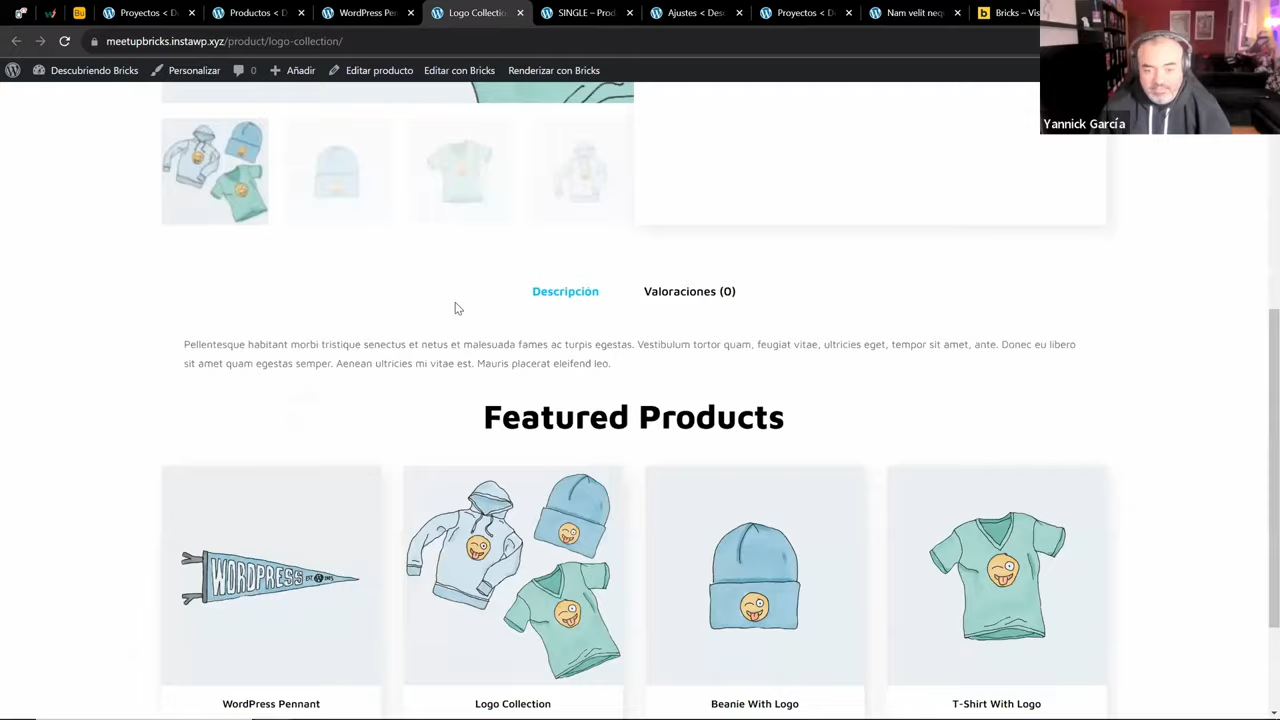 Proyectos < D
Productos < D
WordPress Pe
Logo Collecti
SINGLE – Prod
Ajustes < Desc
Proyectos < D
Nam velit neq
Bricks – Vis
meetupbricks.instawp.xyz/product/logo-collection/
Descubriendo Bricks
Personalizar
0
Añadir
Editar producto
Editar con Bricks
Renderizar con Bricks
Yannick García
Descripción
Valoraciones (0)
Pellentesque habitant morbi tristique senectus et netus et malesuada fames ac turpis egestas. Vestibulum tortor quam, feugiat vitae, ultricies eget, tempor sit amet, ante. Donec eu libero
sit amet quam egestas semper. Aenean ultricies mi vitae est. Mauris placerat eleifend leo.
Featured Products
WORDPRESS
WordPress Pennant
Logo Collection
Beanie With Logo
T-Shirt With Logo